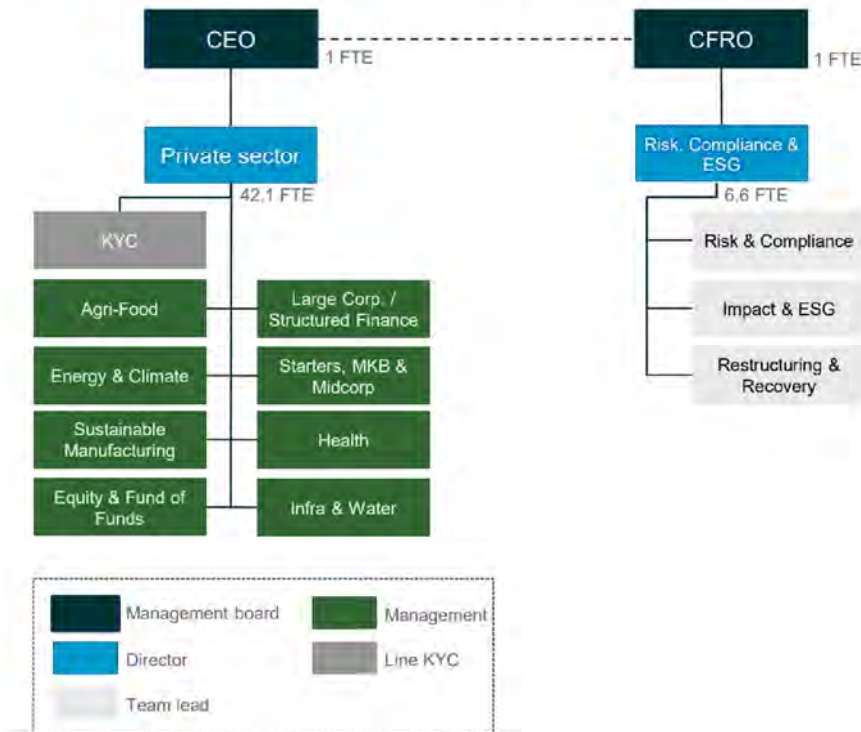 CEO
CFRO
1 FTE
1 FTE
Private sector
Risk. Compliance &
ESG
42,1 FTE
6,6 FTE
KYC
Risk & Compliance
Agri-Food
Large Corp. /
Structured Finance
Impact & ESG
Energy & Climate
Starters, MKB &
Midcorp
Restructuring &
Recovery
Sustainable
Manufacturing
Health
Equity & Fund of
Funds
Infra & Water
Management board
Management
Director
Line KYC
Team lead